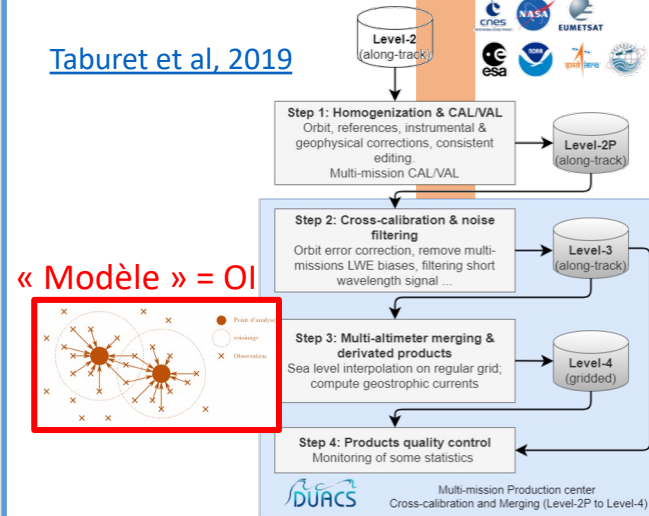 Taburet et al, 2019
Level-2
(along-track)
cnes
NASA
EUMETSAT
esa
NOAA
इसरो isro
Step 1: Homogenization & CAL/VAL
Orbit, references, instrumental &
geophysical corrections, consistent
editing.
Multi-mission CAL/VAL
Level-2P
(along-track)
Step 2: Cross-calibration & noise
filtering
Orbit error correction, remove multi-
missions LWE biases, filtering short
wavelength signal ...
Level-3
(along-track)
« Modèle » = OI
Point d'analyse
voisinage
Observation
Step 3: Multi-altimeter merging &
derivated products
Sea level interpolation on regular grid;
compute geostrophic currents
Level-4
(gridded)
Step 4: Products quality control
Monitoring of some statistics
DUACS
Multi-mission Production center
Cross-calibration and Merging (Level-2P to Level-4)